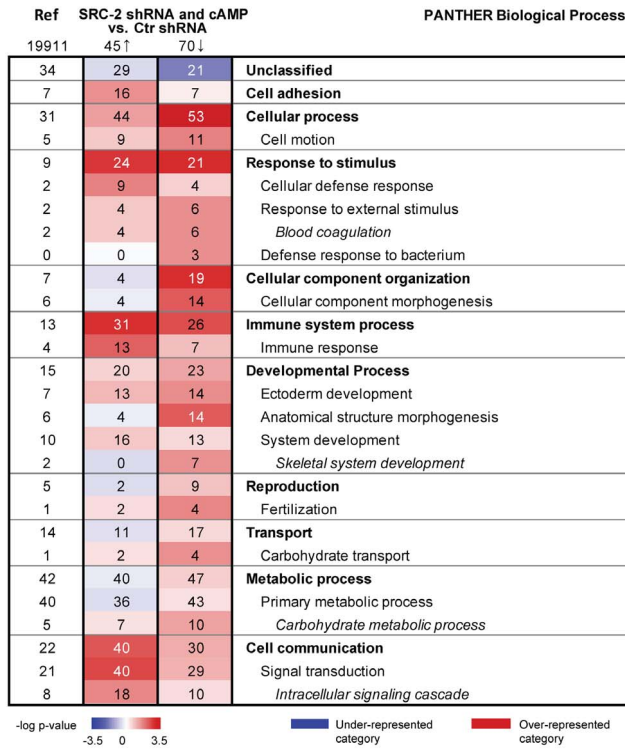 Ref SRC-2 shRNA and cAMP vs. Ctr shRNA PANTHER Biological Process
19911 45↑ 70↓
34 29 21 Unclassified
7 16 7 Cell adhesion
31 44 53 Cellular process
5 9 11 Cell motion
9 24 21 Response to stimulus
2 9 4 Cellular defense response
2 4 6 Response to external stimulus
2 4 6 Blood coagulation
0 0 3 Defense response to bacterium
7 4 19 Cellular component organization
6 4 14 Cellular component morphogenesis
13 31 26 Immune system process
4 13 7 Immune response
15 20 23 Developmental Process
7 13 14 Ectoderm development
6 4 14 Anatomical structure morphogenesis
10 16 13 System development
2 0 7 Skeletal system development
5 2 9 Reproduction
1 2 4 Fertilization
14 11 17 Transport
1 2 4 Carbohydrate transport
42 40 47 Metabolic process
40 36 43 Primary metabolic process
5 7 10 Carbohydrate metabolic process
22 40 30 Cell communication
21 40 29 Signal transduction
8 18 10 Intracellular signaling cascade
-log p-value
-3.5 0 3.5
Under-represented category
Over-represented category